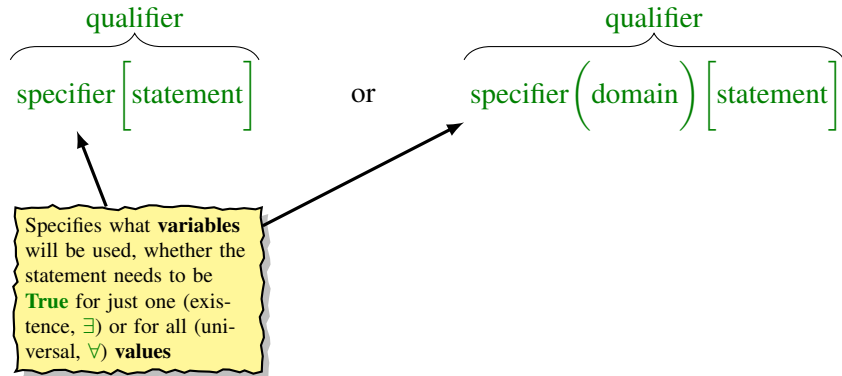 qualifier qualifier
specifier [statement] or specifier (domain) [statement]
Specifies what variables
will be used, whether the
statement needs to be
True for just one (exis-
tence, ∃) or for all (uni-
versal, ∀) values